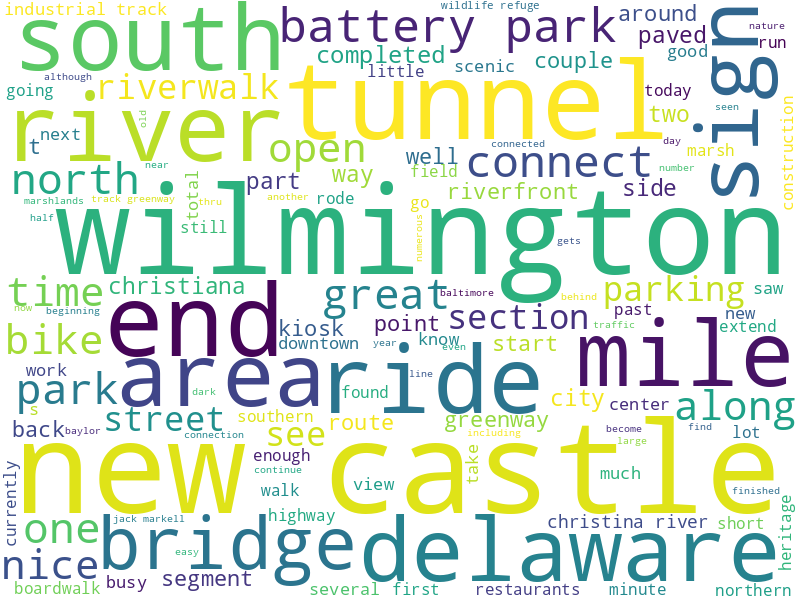 industrial track
wildlife refuge
south
battery park
around
sign
nature
paved
run
completed
couple
good
although
riverwalk
little
scenic
going
tunnel
today
construction
river
old
next
t
open
two
seen
connected
day
well
connect
marsh
number
near
north
total
part
way
field
side
marshlands
track greenway
thru
another
rode
go
riverfront
half
still
numerous
wilmington
gets
time
christiana
great
baltimore
behind
parking
saw
now
beginning
end
kiosk
point
section
past
new
bike
downtown
year
know
even
start
traffic
extend
work
area
ride
line
mile
park
dark
found
city
center
along
s
street
southern
route
greenway
back
baylor
connection
see
including
become
large
find
lot
new castle
enough
continue
take
view
much
walk
finished
currently
one
jack markell
highway
christina river
short
heritage
nice
bridge
easy
delaware
boardwalk
busy
segment
several
first
restaurants
minute
northern